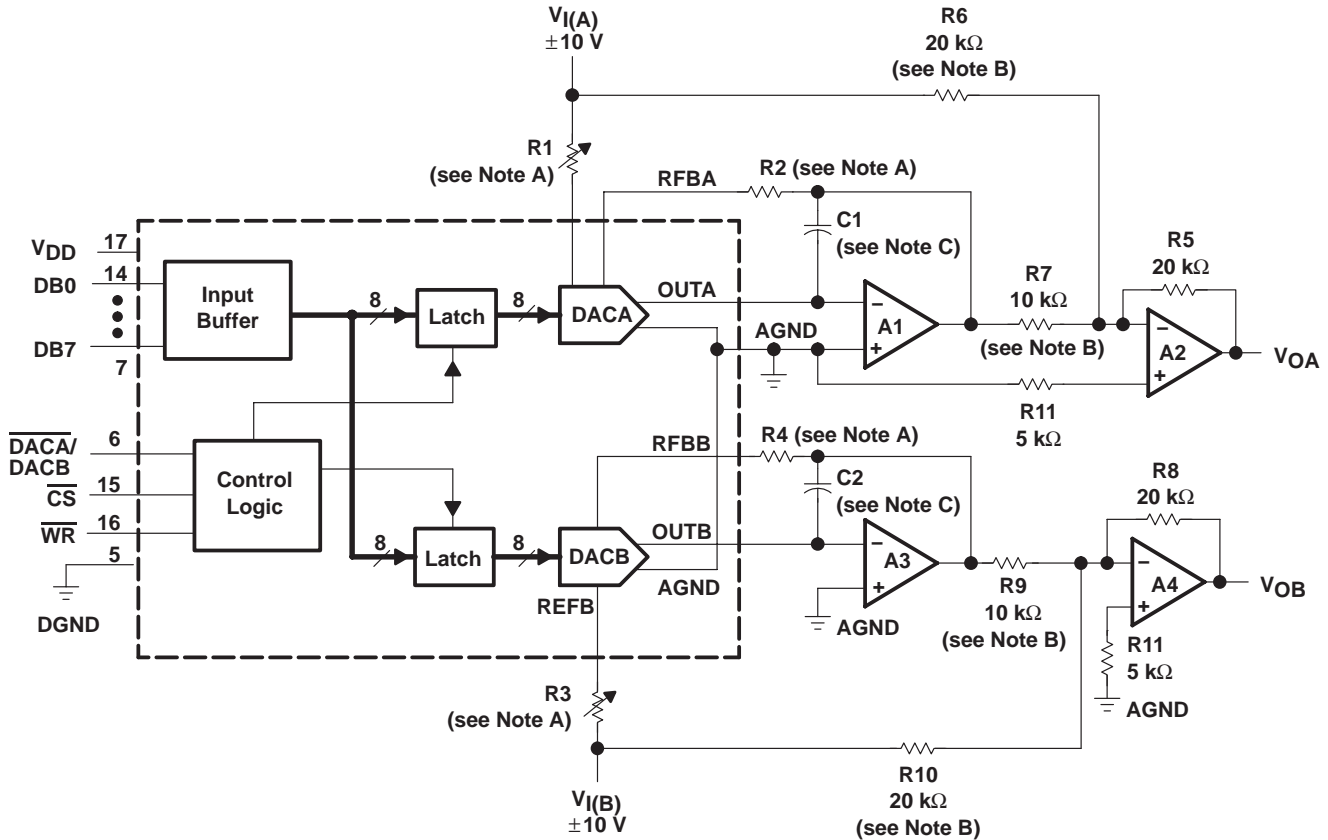 VI(A)
±10 V
R6
20 kΩ
(see Note B)
R1
(see Note A)
RFBA
R2 (see Note A)
C1
(see Note C)
R5
20 kΩ
VDD
17
DB0
14
DB7
7
Input
Buffer
8
Latch
8
DACA
OUTA
A1
−
+
R7
10 kΩ
(see Note B)
−
A2
+
VOA
AGND
R11
5 kΩ
DACA/
DACB
6
CS
15
WR
16
5
DGND
Control
Logic
RFBB
R4 (see Note A)
C2
(see Note C)
R8
20 kΩ
8
Latch
8
DACB
OUTB
AGND
REFB
−
A3
+
AGND
R9
10 kΩ
(see Note B)
−
A4
+
VOB
R11
5 kΩ
AGND
R3
(see Note A)
R10
20 kΩ
(see Note B)
VI(B)
±10 V